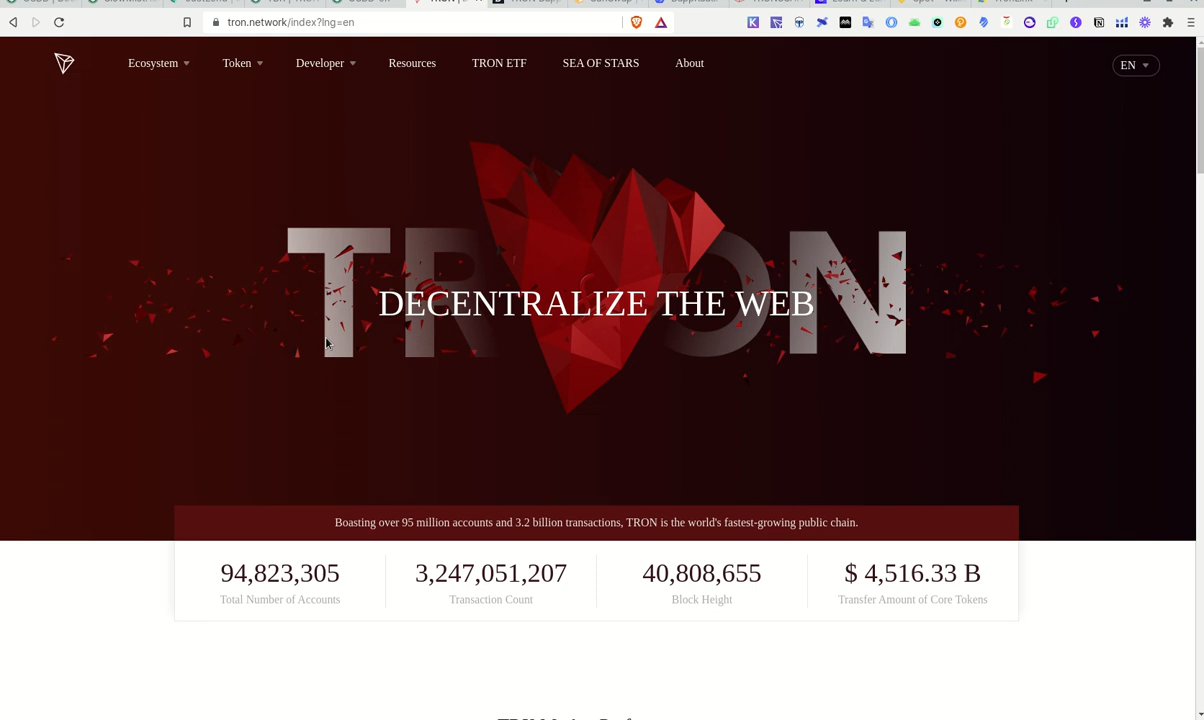 tron.network/index?lng=en
Ecosystem Token Developer Resources TRON ETF SEA OF STARS About EN
TRON
DECENTRALIZE THE WEB
Boasting over 95 million accounts and 3.2 billion transactions, TRON is the world's fastest-growing public chain.
94,823,305 3,247,051,207 40,808,655 $ 4,516.33 B
Total Number of Accounts Transaction Count Block Height Transfer Amount of Core Tokens